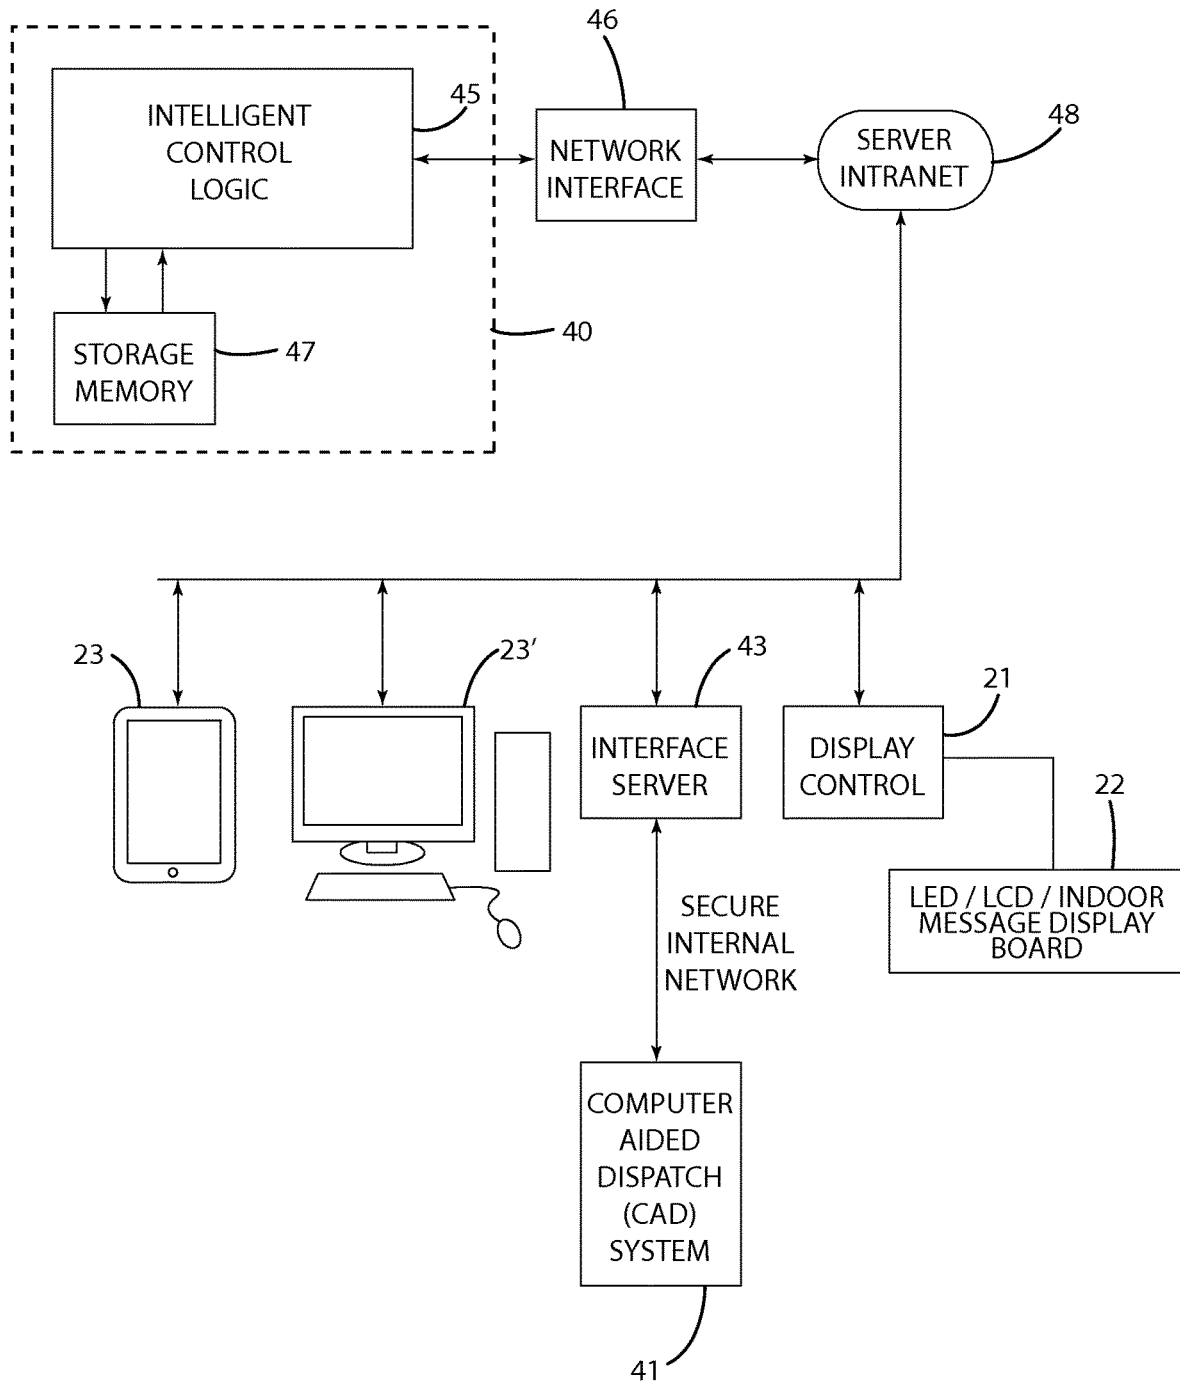 46
45
INTELLIGENT
CONTROL
LOGIC
NETWORK
INTERFACE
SERVER
INTRANET
48
40
STORAGE
MEMORY
47
23
23'
43
21
INTERFACE
SERVER
DISPLAY
CONTROL
22
LED / LCD / INDOOR
MESSAGE DISPLAY
BOARD
SECURE
INTERNAL
NETWORK
COMPUTER
AIDED
DISPATCH
(CAD)
SYSTEM
41